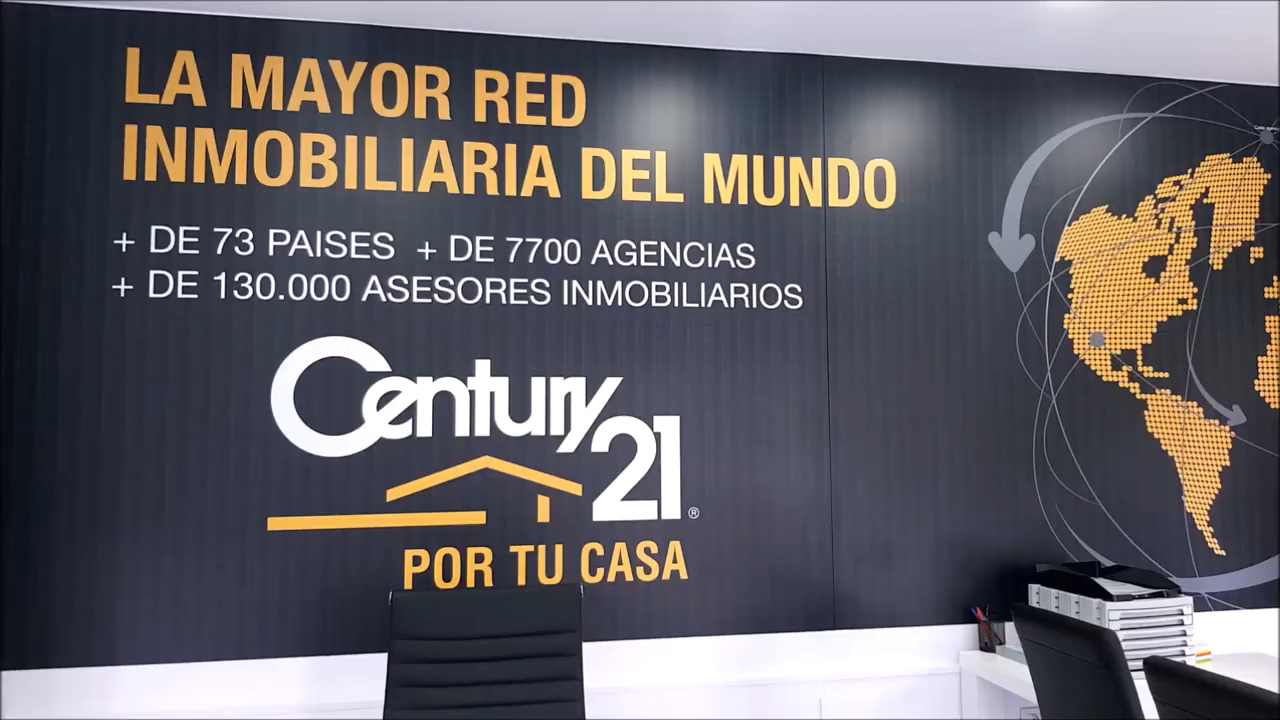 LA MAYOR RED
INMOBILIARIA DEL MUNDO
+ DE 73 PAISES + DE 7700 AGENCIAS
+ DE 130.000 ASESORES INMOBILIARIOS
Century
21®
POR TU CASA